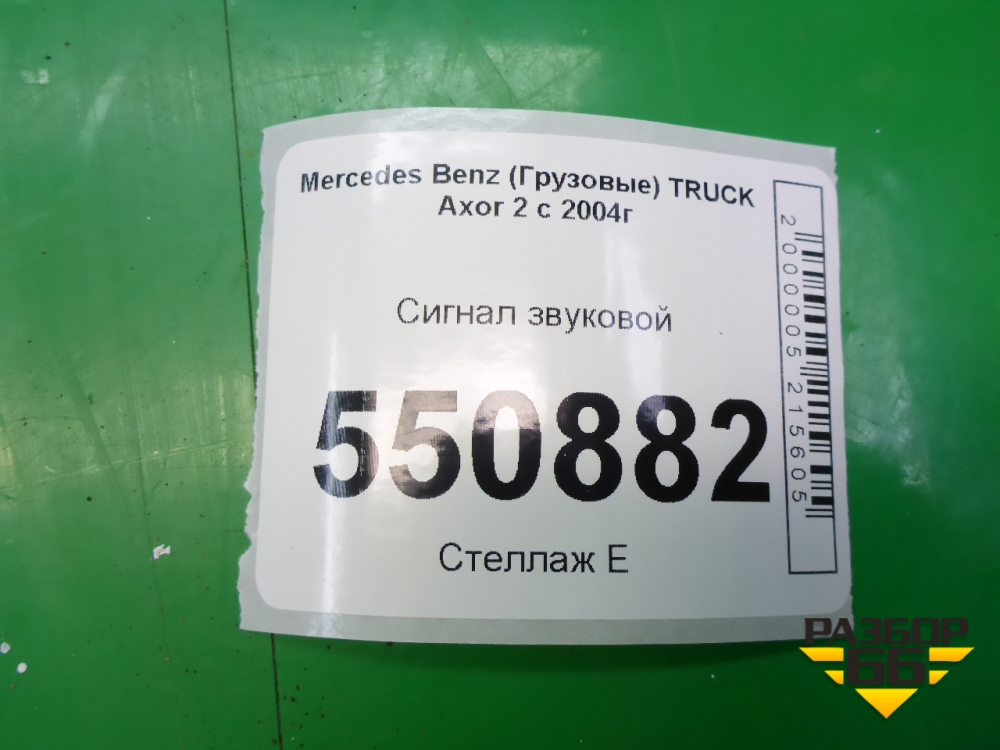 Mercedes Benz (Грузовые) TRUCK
Axor 2 с 2004г
Сигнал звуковой
550882
Стеллаж Е
2000005215605
РАЗБОР
66